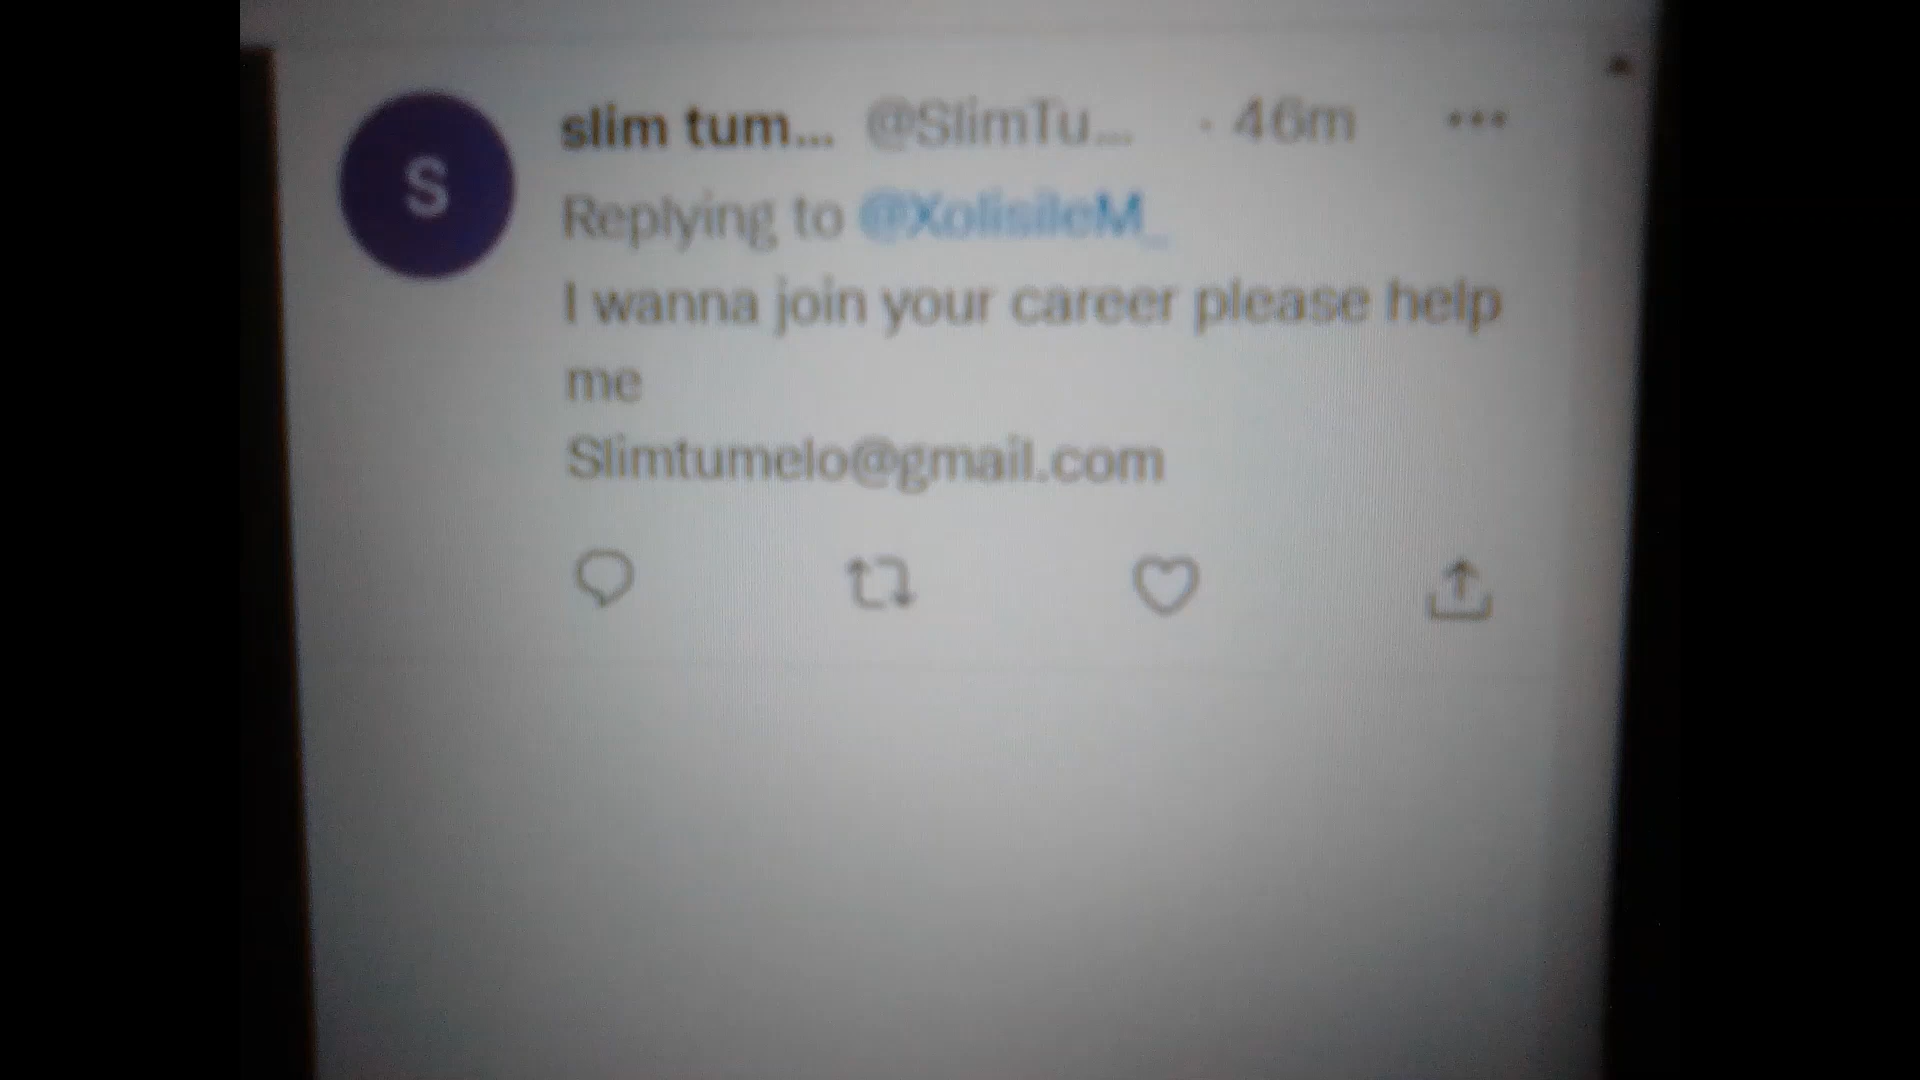 S
slim tum... @SlimTu... · 46m
Replying to @XolisileM_
I wanna join your career please help
me
Slimtumelo@gmail.com